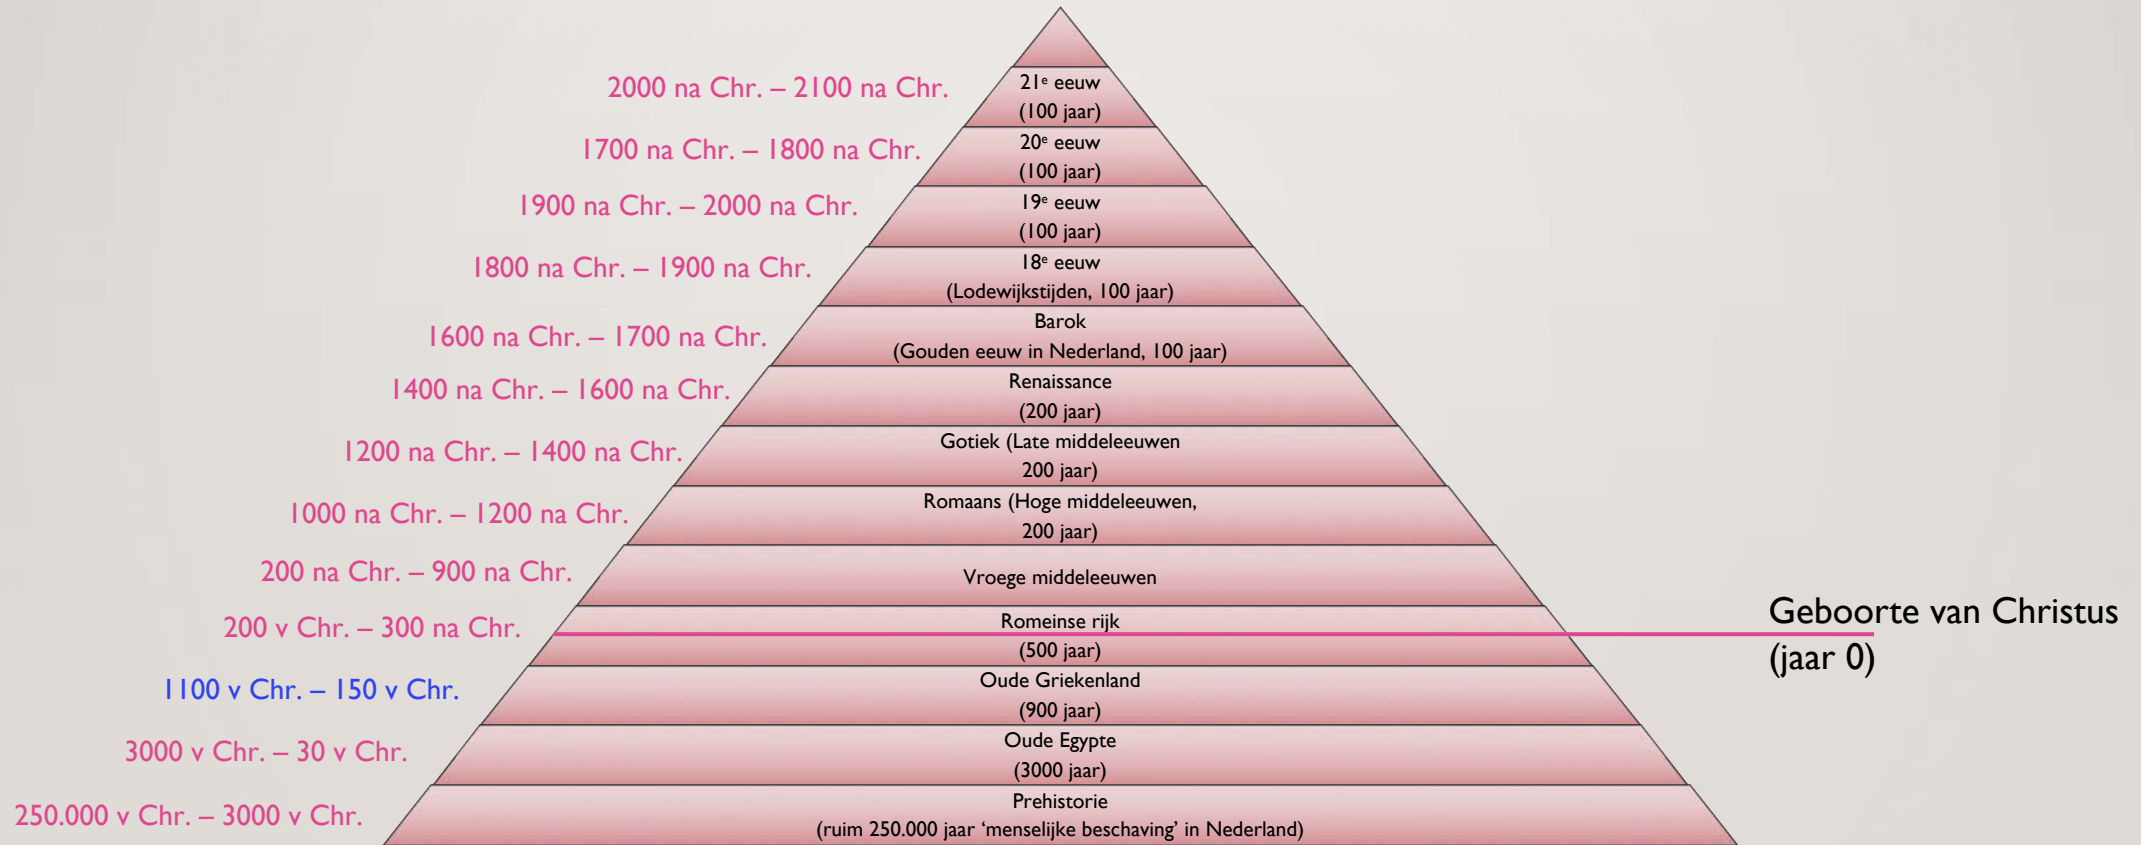 2000 na Chr. – 2100 na Chr.
21e eeuw
(100 jaar)
1700 na Chr. – 1800 na Chr.
20e eeuw
(100 jaar)
1900 na Chr. – 2000 na Chr.
19e eeuw
(100 jaar)
1800 na Chr. – 1900 na Chr.
18e eeuw
(Lodewijkstijden, 100 jaar)
1600 na Chr. – 1700 na Chr.
Barok
(Gouden eeuw in Nederland, 100 jaar)
1400 na Chr. – 1600 na Chr.
Renaissance
(200 jaar)
1200 na Chr. – 1400 na Chr.
Gotiek (Late middeleeuwen
200 jaar)
1000 na Chr. – 1200 na Chr.
Romaans (Hoge middeleeuwen,
200 jaar)
200 na Chr. – 900 na Chr.
Vroege middeleeuwen
200 v Chr. – 300 na Chr.
Romeinse rijk
(500 jaar)
Geboorte van Christus
(jaar 0)
1100 v Chr. – 150 v Chr.
Oude Griekenland
(900 jaar)
3000 v Chr. – 30 v Chr.
Oude Egypte
(3000 jaar)
250.000 v Chr. – 3000 v Chr.
Prehistorie
(ruim 250.000 jaar ‘menselijke beschaving’ in Nederland)